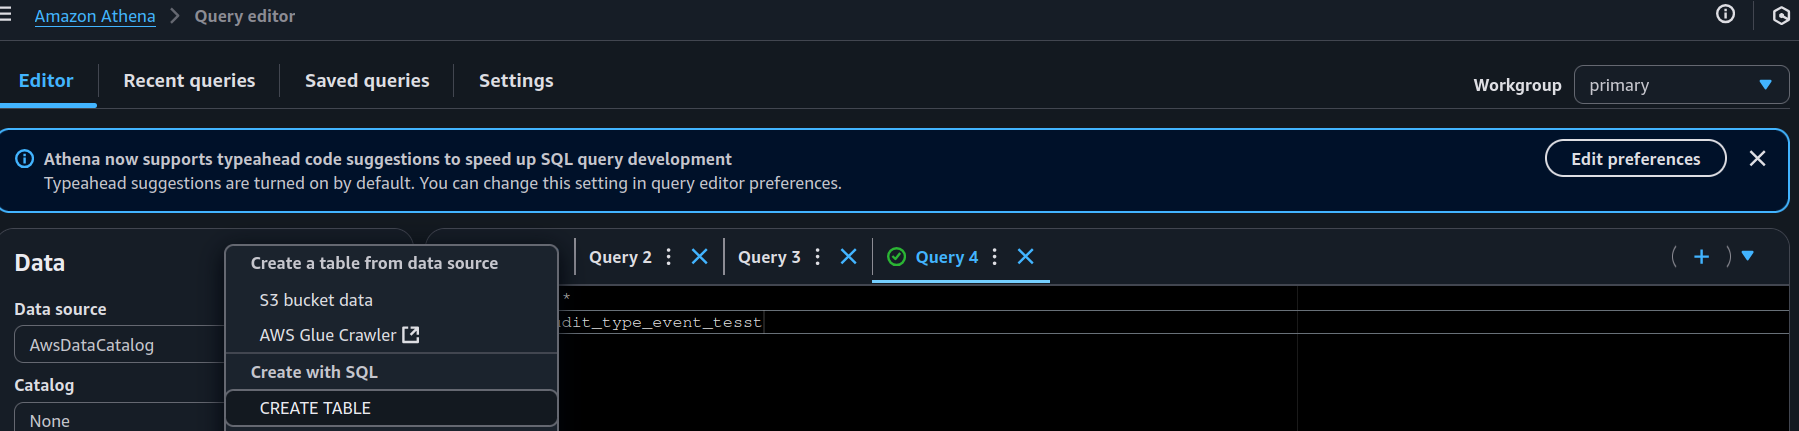 Amazon Athena > Query editor
Editor Recent queries Saved queries Settings
Workgroup primary
Athena now supports typeahead code suggestions to speed up SQL query development
Typeahead suggestions are turned on by default. You can change this setting in query editor preferences.
Edit preferences
Data
Data source
AwsDataCatalog
Catalog
None
Create a table from data source
S3 bucket data
AWS Glue Crawler
Create with SQL
CREATE TABLE
Query 2 Query 3 Query 4
*
dit_type_event_tesst